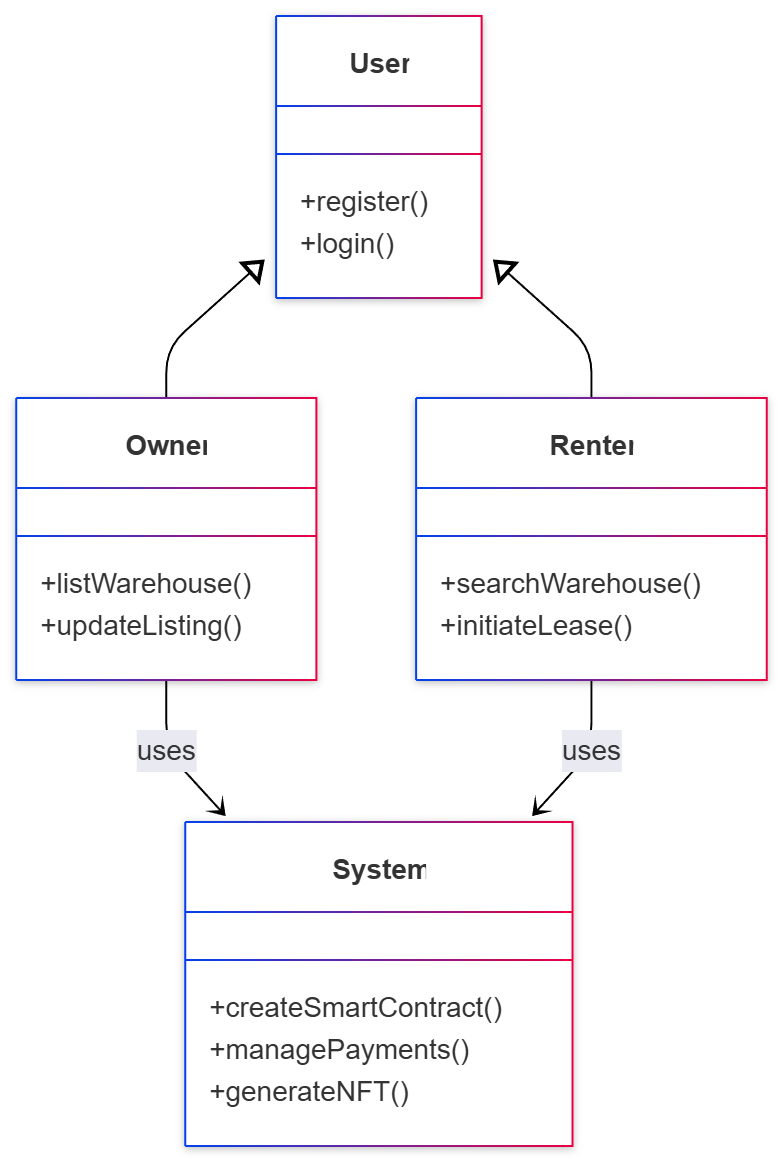 User
+register()
+login()
Owner
+listWarehouse()
+updateListing()
Renter
+searchWarehouse()
+initiateLease()
uses
uses
System
+createSmartContract()
+managePayments()
+generateNFT()